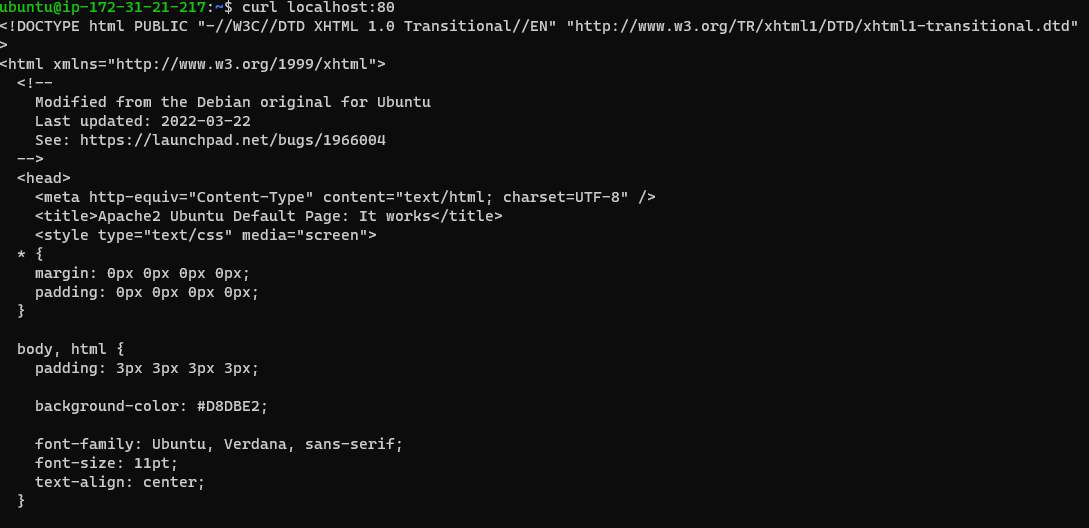 ubuntu@ip-172-31-21-217:~$ curl localhost:80
<!DOCTYPE html PUBLIC "-//W3C//DTD XHTML 1.0 Transitional//EN" "http://www.w3.org/TR/xhtml1/DTD/xhtml1-transitional.dtd"
>
<html xmlns="http://www.w3.org/1999/xhtml">
  <!--
    Modified from the Debian original for Ubuntu
    Last updated: 2022-03-22
    See: https://launchpad.net/bugs/1966004
  -->
  <head>
    <meta http-equiv="Content-Type" content="text/html; charset=UTF-8" />
    <title>Apache2 Ubuntu Default Page: It works</title>
    <style type="text/css" media="screen">
  * {
    margin: 0px 0px 0px 0px;
    padding: 0px 0px 0px 0px;
  }

  body, html {
    padding: 3px 3px 3px 3px;

    background-color: #D8DBE2;

    font-family: Ubuntu, Verdana, sans-serif;
    font-size: 11pt;
    text-align: center;
  }